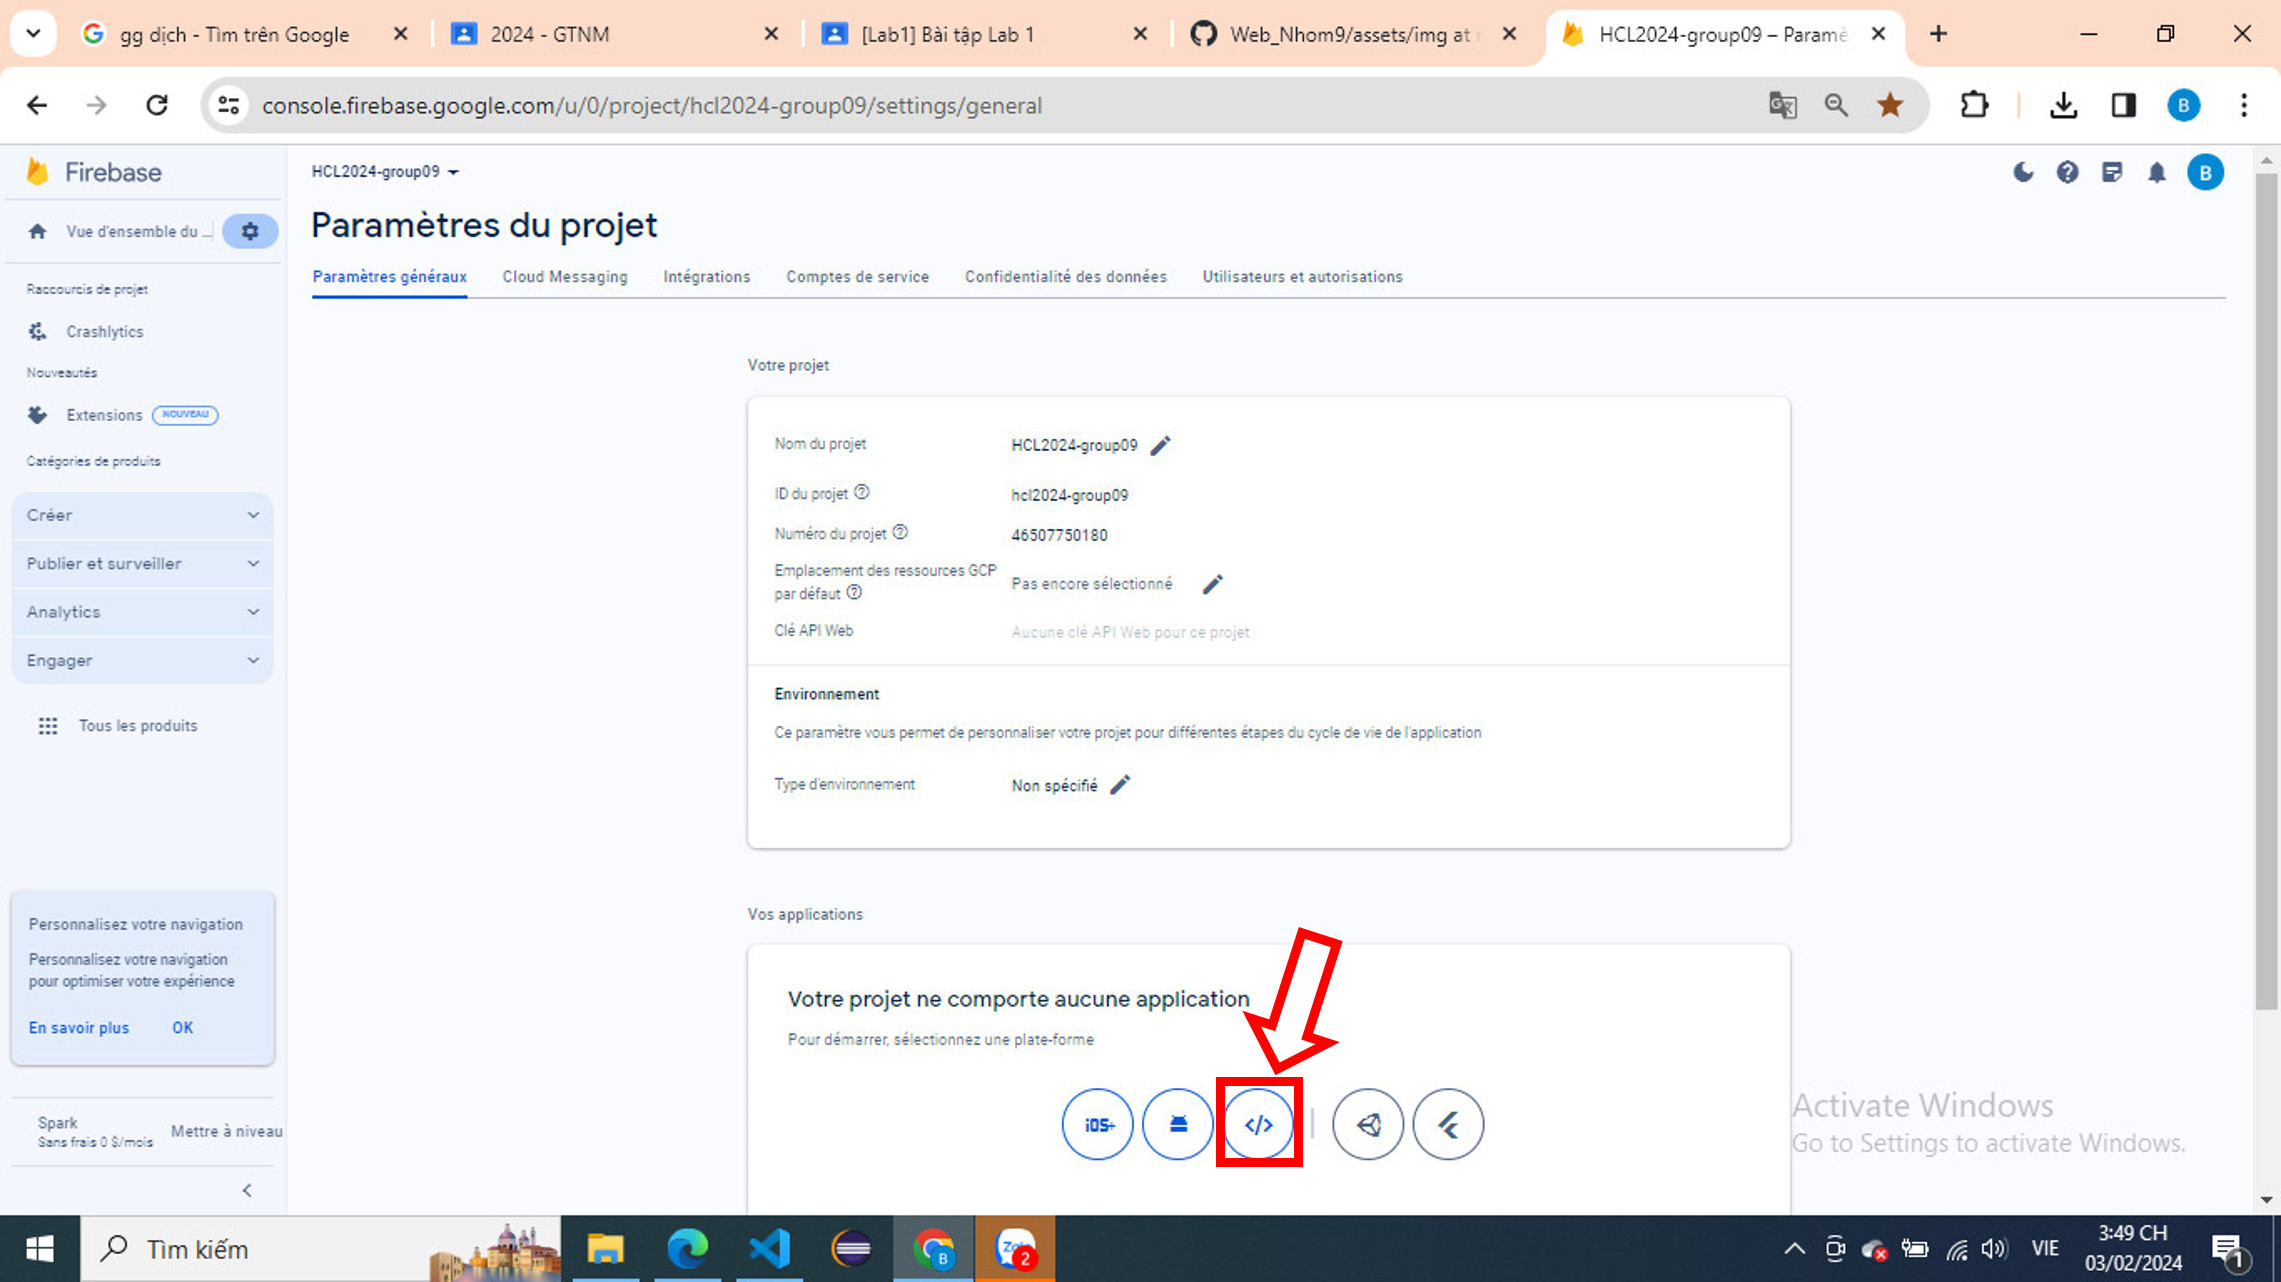 gg dịch - Tìm trên Google
2024 - GTNM
[Lab1] Bài tập Lab 1
Web_Nhom9/assets/img at
HCL2024-group09 – Paramè
console.firebase.google.com/u/0/project/hcl2024-group09/settings/general
B
Firebase
HCL2024-group09
B
Vue d'ensemble du ...
Paramètres du projet
Paramètres généraux
Cloud Messaging
Intégrations
Comptes de service
Confidentialité des données
Utilisateurs et autorisations
Raccourcis de projet
Crashlytics
Nouveautés
Extensions NOUVEAU
Catégories de produits
Créer
Publier et surveiller
Analytics
Engager
Tous les produits
Personnalisez votre navigation
Personnalisez votre navigation
pour optimiser votre expérience
En savoir plus OK
Spark
Sans frais 0 $/mois
Mettre à niveau
Votre projet
Nom du projet HCL2024-group09
ID du projet hcl2024-group09
Numéro du projet 46507750180
Emplacement des ressources GCP
par défaut
Pas encore sélectionné
Clé API Web Aucune clé API Web pour ce projet
Environnement
Ce paramètre vous permet de personnaliser votre projet pour différentes étapes du cycle de vie de l'application
Type d'environnement Non spécifié
Vos applications
Votre projet ne comporte aucune application
Pour démarrer, sélectionnez une plate-forme
iOS+
</>
Activate Windows
Go to Settings to activate Windows.
Tìm kiếm
B
Zalo
2
VIE
3:49 CH
03/02/2024
1